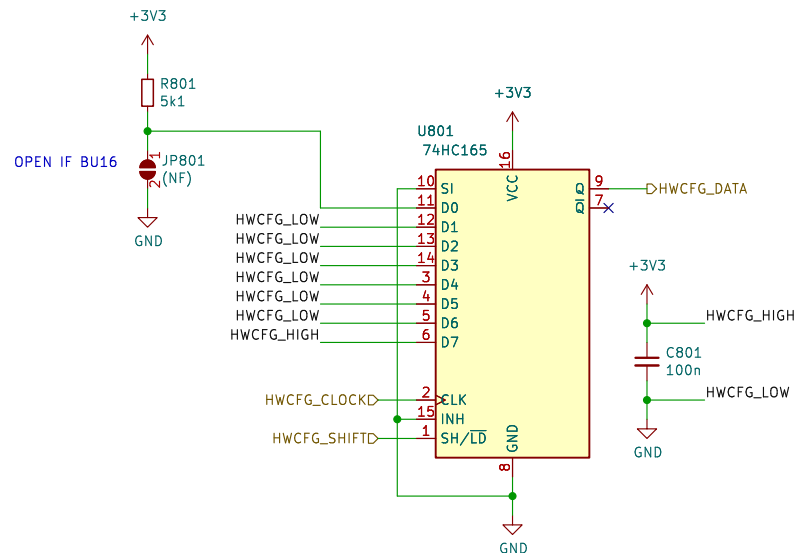 +3V3
R801
5k1
OPEN IF BU16
1
JP801
(NF)
2
GND
+3V3
U801
74HC165
16
VCC
10 SI
11 D0
HWCFG_LOW 12 D1
HWCFG_LOW 13 D2
HWCFG_LOW 14 D3
HWCFG_LOW 3 D4
HWCFG_LOW 4 D5
HWCFG_LOW 5 D6
HWCFG_HIGH 6 D7
HWCFG_CLOCK 2 CLK
15 INH
HWCFG_SHIFT 1 SH/LD
Q 9 HWCFG_DATA
Q 7
GND
8
GND
+3V3
HWCFG_HIGH
C801
100n
HWCFG_LOW
GND